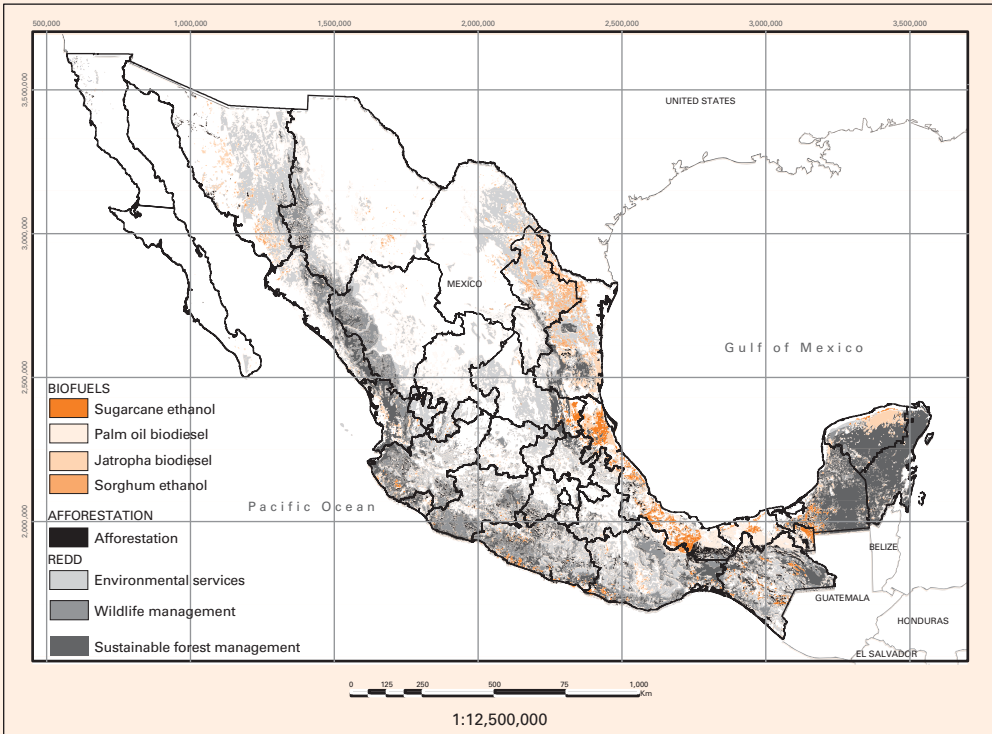 500,000 1,000,000 1,500,000 2,000,000 2,500,000 3,000,000 3,500,000
3,500,000
3,000,000
2,500,000
2,000,000
UNITED STATES
MEXICO
Gulf of Mexico
Pacific Ocean
BELIZE
GUATEMALA
HONDURAS
EL SALVADOR
BIOFUELS
Sugarcane ethanol
Palm oil biodiesel
Jatropha biodiesel
Sorghum ethanol
AFFORESTATION
Afforestation
REDD
Environmental services
Wildlife management
Sustainable forest management
0 125 250 500 75 1,000
Km
1:12,500,000